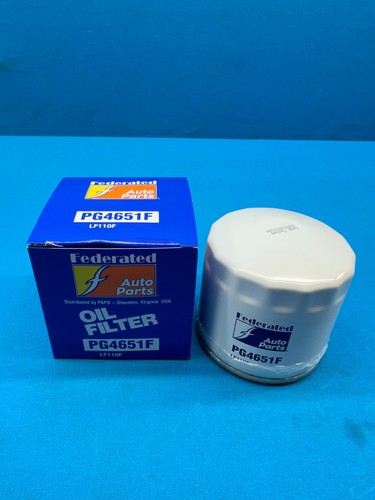 Federated
Auto
Parts
PG4651F
LF110F
Federated
Auto
Parts
Distributed by FAPD - Staunton, Virginia USA
OIL
FILTER
PG4651F
LF110F
Federated
Auto
Parts
PG4651F